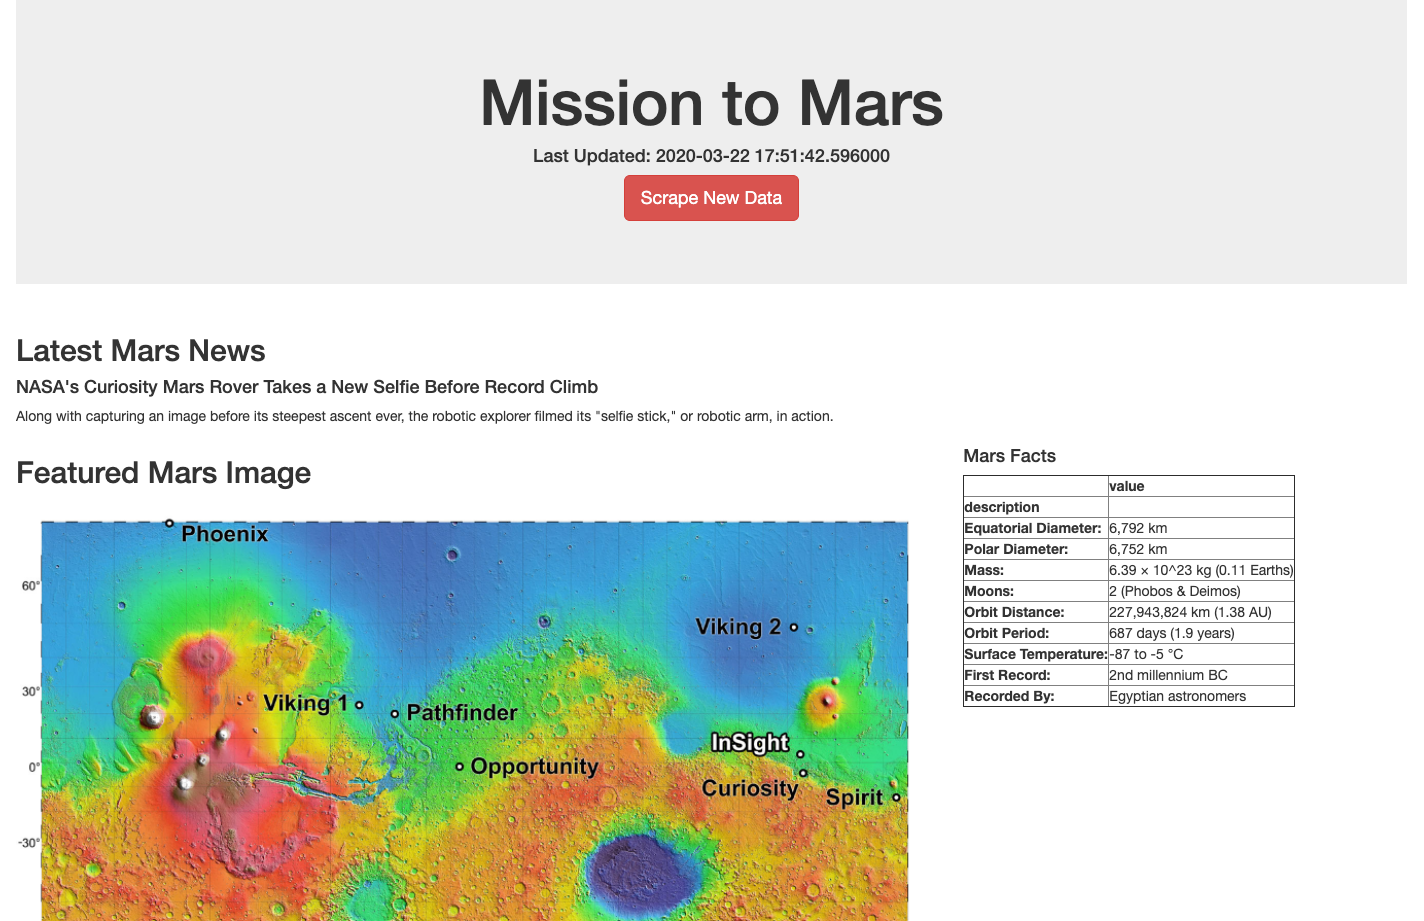 Mission to Mars
Last Updated: 2020-03-22 17:51:42.596000
Scrape New Data
Latest Mars News
NASA's Curiosity Mars Rover Takes a New Selfie Before Record Climb
Along with capturing an image before its steepest ascent ever, the robotic explorer filmed its "selfie stick," or robotic arm, in action.
Featured Mars Image
Phoenix
60°
Viking 2
30°
Viking 1
Pathfinder
InSight
0°
Opportunity
Curiosity
Spirit
-30°
Mars Facts
value
description
Equatorial Diameter: 6,792 km
Polar Diameter: 6,752 km
Mass: 6.39 × 10^23 kg (0.11 Earths)
Moons: 2 (Phobos & Deimos)
Orbit Distance: 227,943,824 km (1.38 AU)
Orbit Period: 687 days (1.9 years)
Surface Temperature: -87 to -5 °C
First Record: 2nd millennium BC
Recorded By: Egyptian astronomers